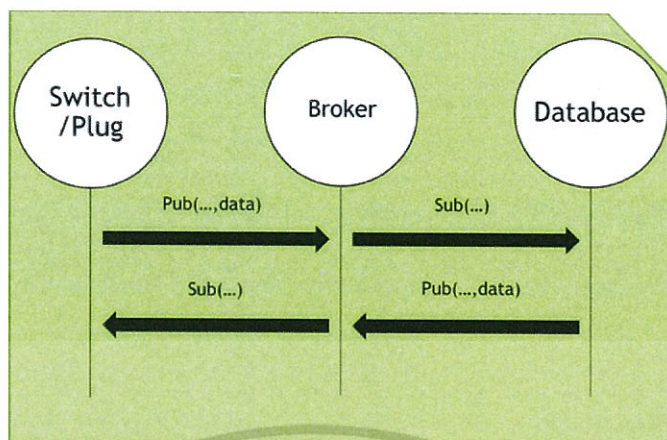 Switch
/Plug
Broker
Database
Pub(…,data)
Sub(…)
Sub(…)
Pub(…,data)